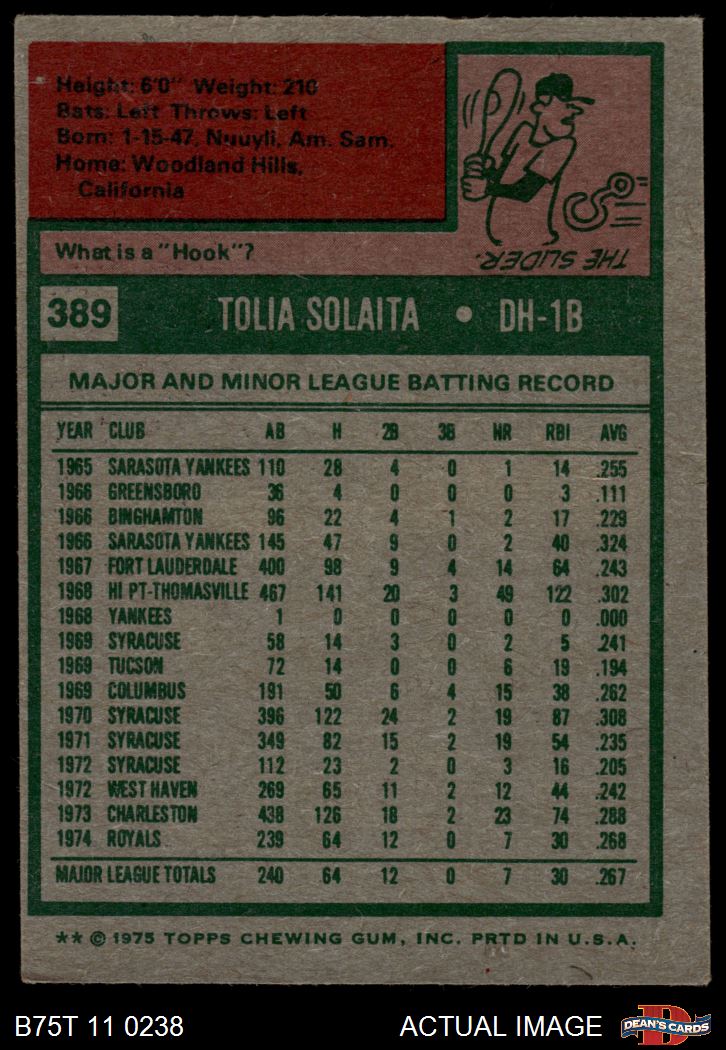 Height: 6'0" Weight: 210
Bats: Left Throws: Left
Born: 1-15-47, Nuuyli, Am. Sam.
Home: Woodland Hills,
California
THE SLIDER.
What is a "Hook"?
389 TOLIA SOLAITA • DH-1B
MAJOR AND MINOR LEAGUE BATTING RECORD
YEAR CLUB AB H 2B 3B HR RBI AVG
1965 SARASOTA YANKEES 110 28 4 0 1 14 .255
1966 GREENSBORO 36 4 0 0 0 3 .111
1966 BINGHAMTON 96 22 4 1 2 17 .229
1966 SARASOTA YANKEES 145 47 9 0 2 40 .324
1967 FORT LAUDERDALE 400 98 9 4 14 64 .243
1968 HI PT-THOMASVILLE 467 141 20 3 49 122 .302
1968 YANKEES 1 0 0 0 0 0 .000
1969 SYRACUSE 58 14 3 0 2 5 .241
1969 TUCSON 72 14 0 0 6 19 .194
1969 COLUMBUS 191 50 6 4 15 38 .262
1970 SYRACUSE 396 122 24 2 19 87 .308
1971 SYRACUSE 349 82 15 2 19 54 .235
1972 SYRACUSE 112 23 2 0 3 16 .205
1972 WEST HAVEN 269 65 11 2 12 44 .242
1973 CHARLESTON 438 126 18 2 23 74 .288
1974 ROYALS 239 64 12 0 7 30 .268
MAJOR LEAGUE TOTALS 240 64 12 0 7 30 .267
** © 1975 TOPPS CHEWING GUM, INC. PRTD IN U.S.A.
B75T 11 0238 ACTUAL IMAGE
D
DEAN'S CARDS